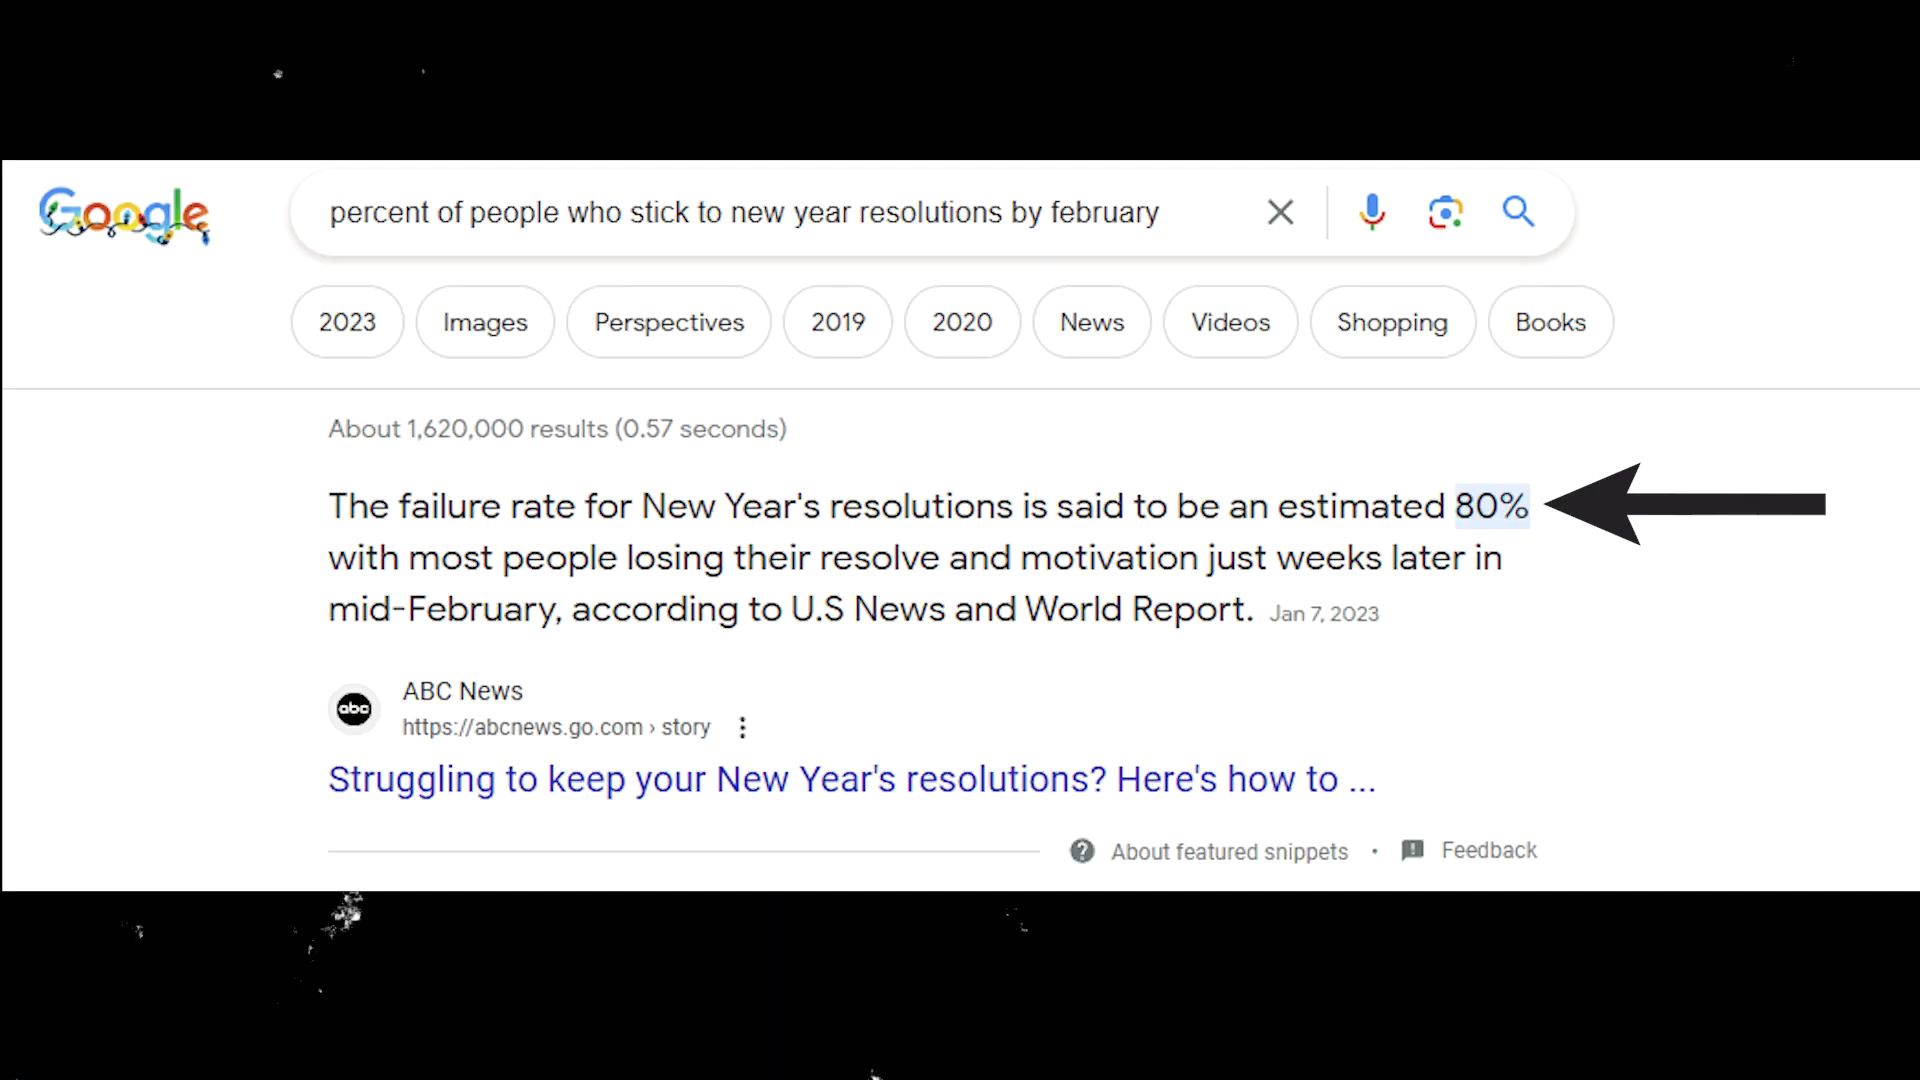 Google
percent of people who stick to new year resolutions by february
2023
Images
Perspectives
2019
2020
News
Videos
Shopping
Books
About 1,620,000 results (0.57 seconds)
The failure rate for New Year's resolutions is said to be an estimated 80%
with most people losing their resolve and motivation just weeks later in
mid-February, according to U.S News and World Report. Jan 7, 2023
abc
ABC News
https://abcnews.go.com › story
Struggling to keep your New Year's resolutions? Here's how to ...
About featured snippets • Feedback